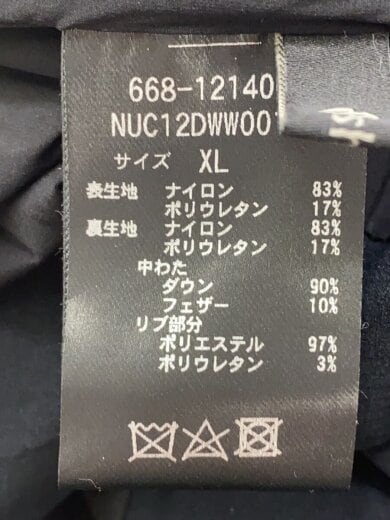 668-12140
NUC12DWW00
サイズ XL
表生地 ナイロン 83%
ポリウレタン 17%
裏生地 ナイロン 83%
ポリウレタン 17%
中わた
ダウン 90%
フェザー 10%
リブ部分
ポリエステル 97%
ポリウレタン 3%